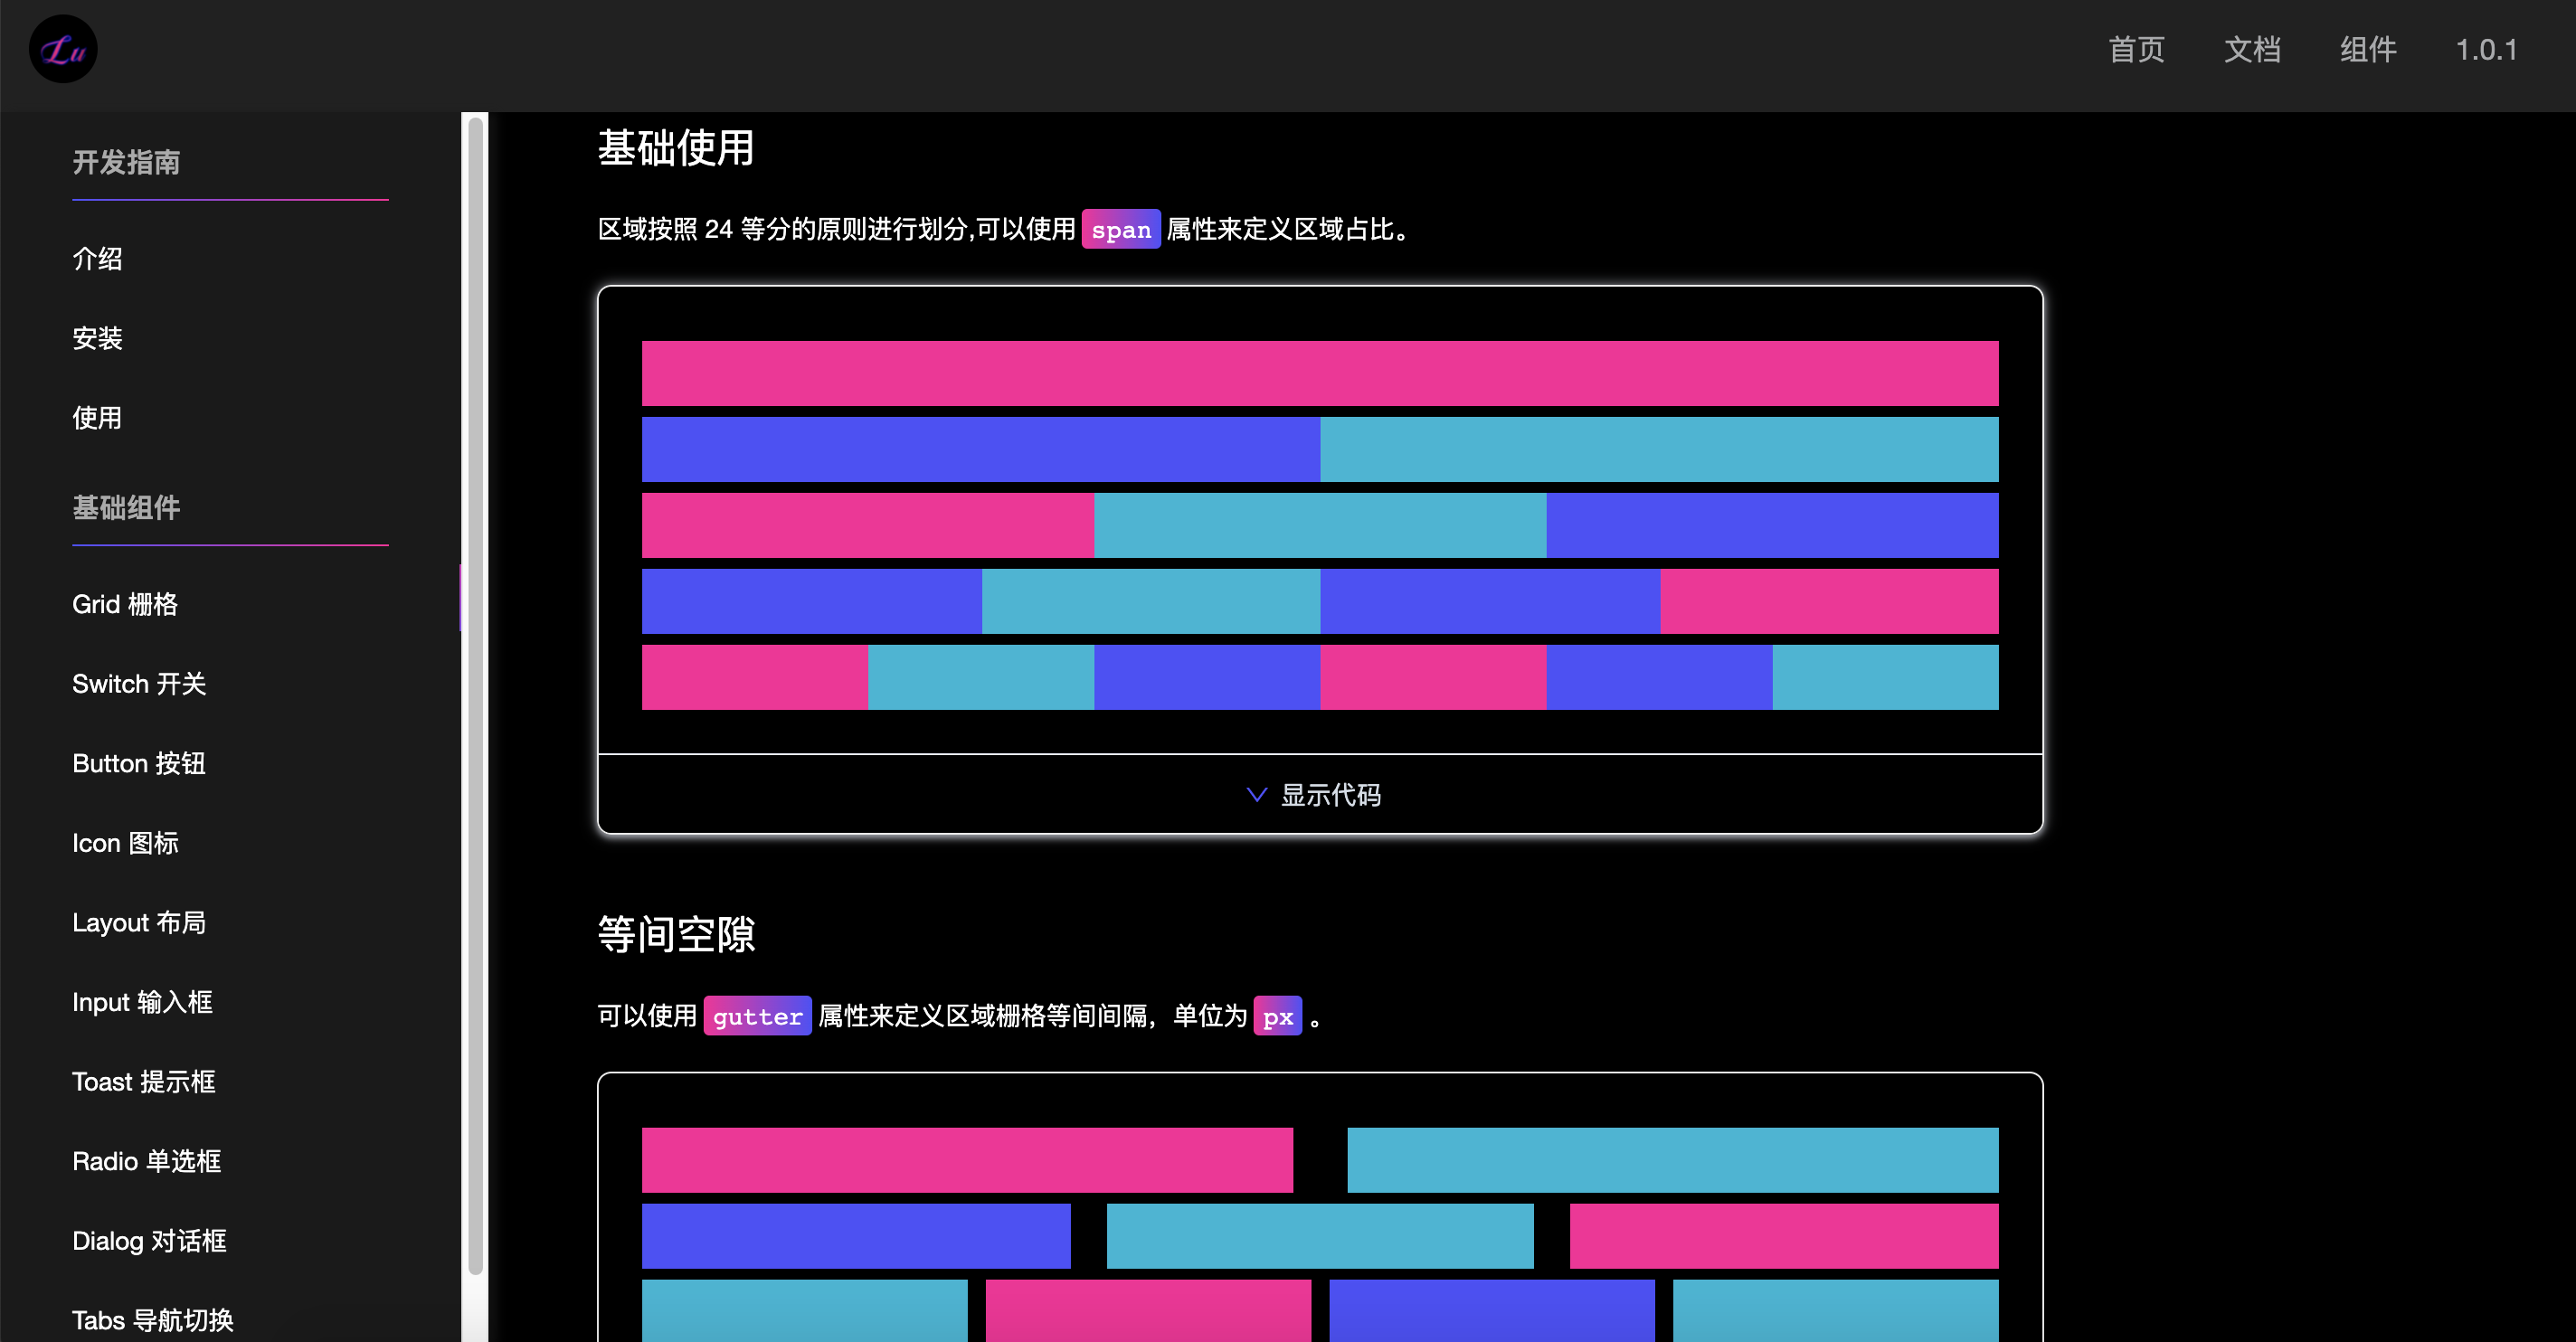 Lu
首页 文档 组件 1.0.1
开发指南
介绍
安装
使用
基础组件
Grid 栅格
Switch 开关
Button 按钮
Icon 图标
Layout 布局
Input 输入框
Toast 提示框
Radio 单选框
Dialog 对话框
Tabs 导航切换
基础使用
区域按照 24 等分的原则进行划分,可以使用 span 属性来定义区域占比。
显示代码
等间空隙
可以使用 gutter 属性来定义区域栅格等间间隔，单位为 px 。